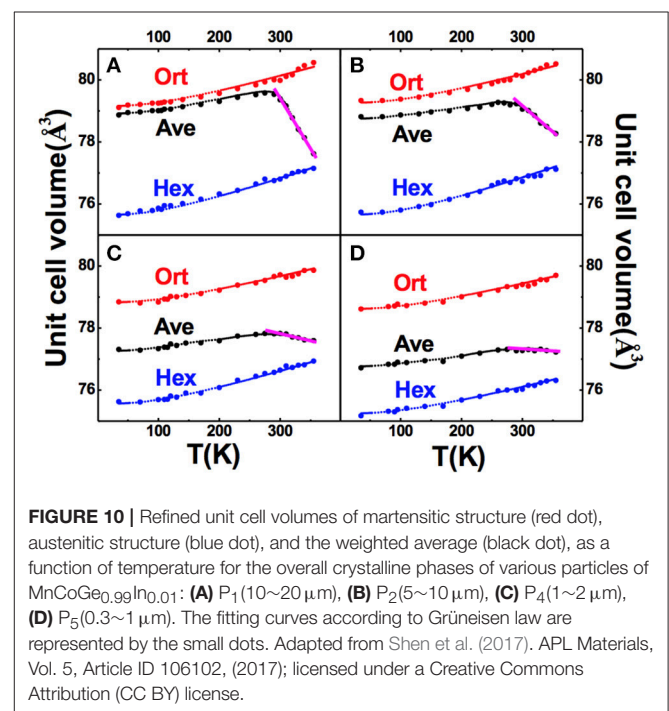 A
Ort
Ave
Hex
B
Ort
Ave
Hex
C
Ort
Ave
Hex
D
Ort
Ave
Hex
80
78
76
80
78
76
80
78
76
80
78
76
Unit cell volume(Å³)
Unit cell volume(Å³)
100 200 300
100 200 300
T(K)
T(K)
FIGURE 10 | Refined unit cell volumes of martensitic structure (red dot),
austenitic structure (blue dot), and the weighted average (black dot), as a
function of temperature for the overall crystalline phases of various particles of
MnCoGe₀.₉₉In₀.₀₁: (A) P₁(10~20 μm), (B) P₂(5~10 μm), (C) P₄(1~2 μm),
(D) P₅(0.3~1 μm). The fitting curves according to Grüneisen law are
represented by the small dots. Adapted from Shen et al. (2017). APL Materials,
Vol. 5, Article ID 106102, (2017); licensed under a Creative Commons
Attribution (CC BY) license.